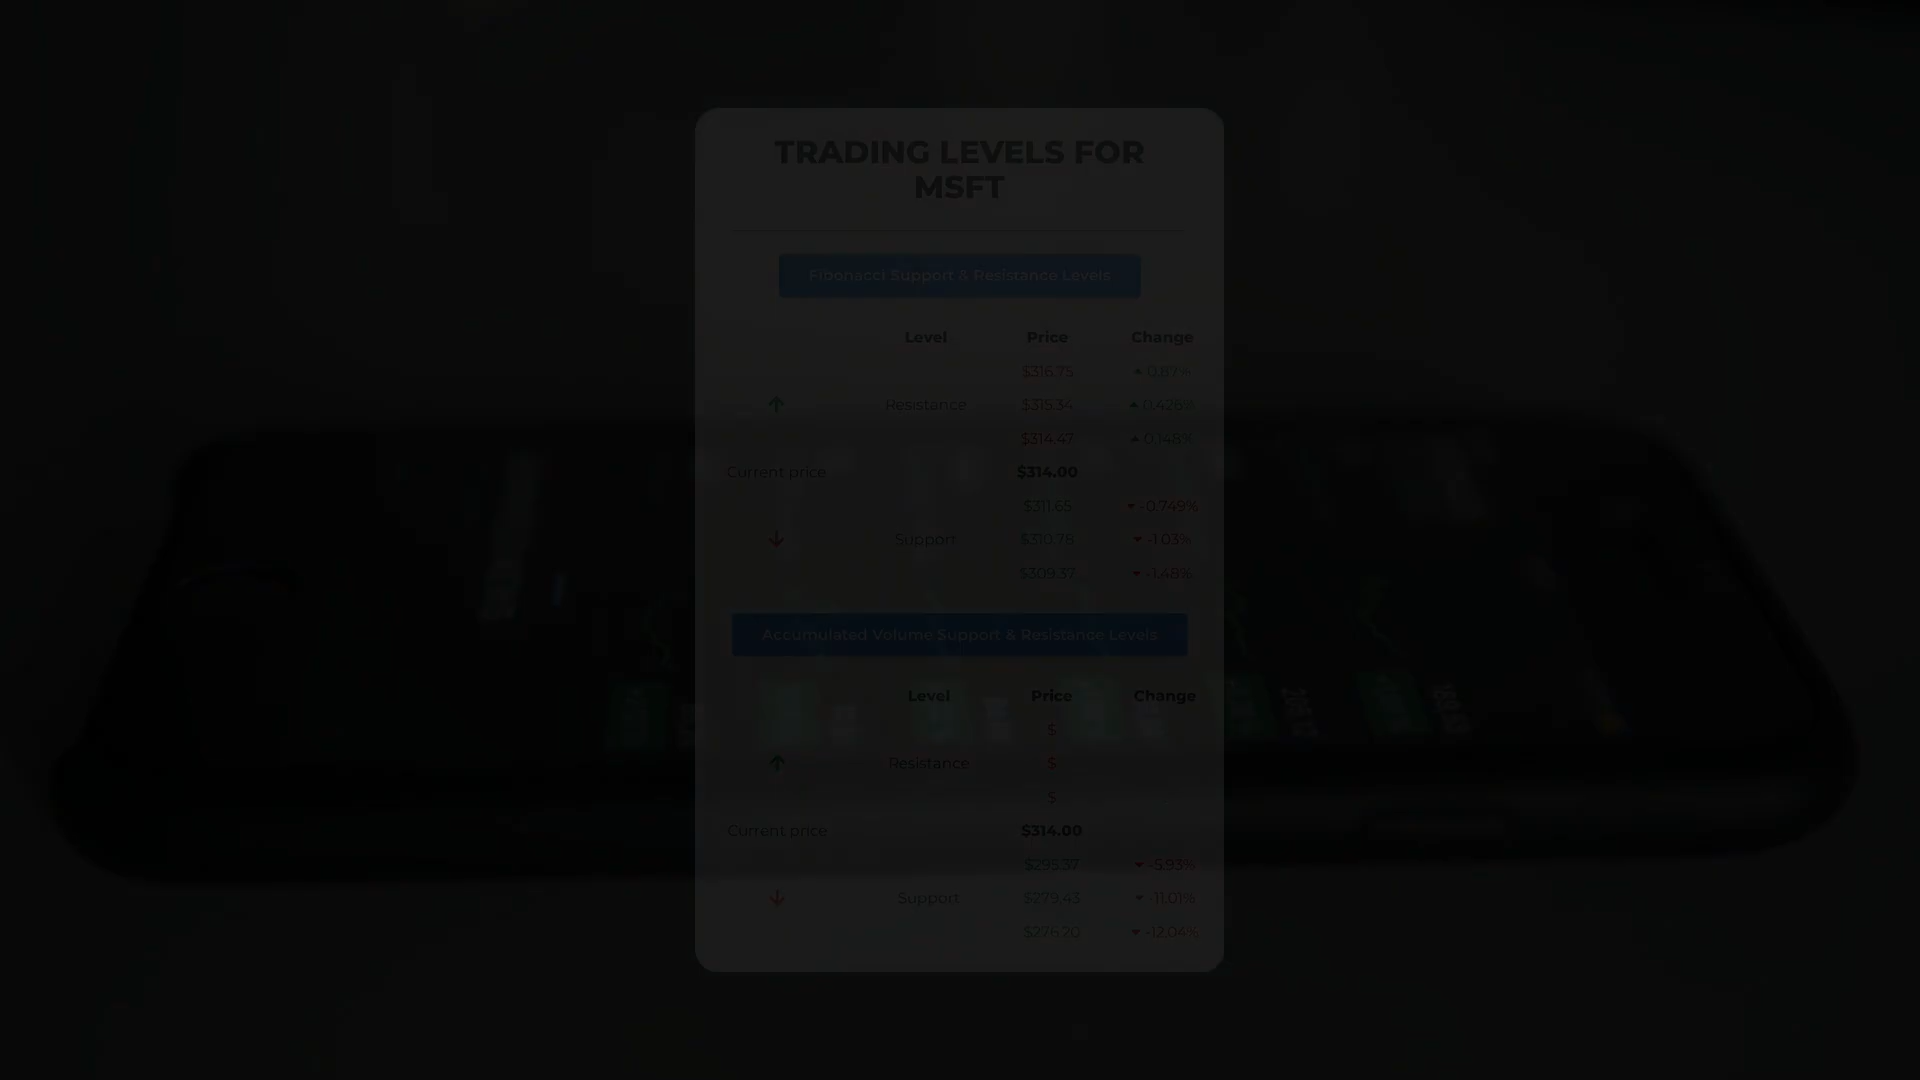 TRADING LEVELS FOR
MSFT
Fibonacci Support & Resistance Levels
Level Price Change
$316.75 0.87%
Resistance $315.34 0.426%
$314.47 0.148%
Current price $314.00
$311.65 -0.749%
Support $310.78 -1.03%
$309.37 -1.48%
Accumulated Volume Support & Resistance Levels
Level Price Change
$
Resistance $
$
Current price $314.00
$295.37 -5.93%
Support $279.43 -11.01%
$276.20 -12.04%